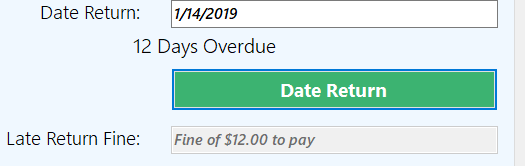 Date Return: 1/14/2019
12 Days Overdue
Date Return
Late Return Fine: Fine of $12.00 to pay